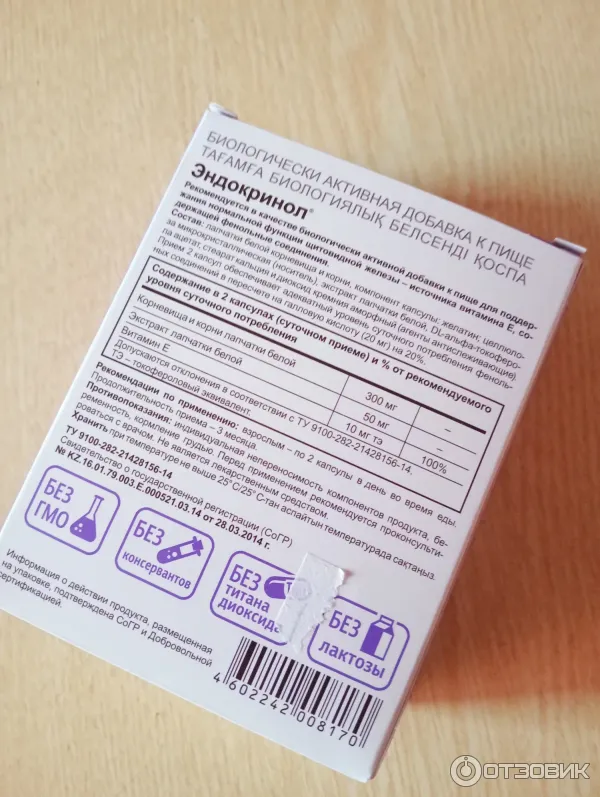 БИОЛОГИЧЕСКИ АКТИВНАЯ ДОБАВКА К ПИЩЕ
ТАҒАМҒА БИОЛОГИЯЛЫҚ БЕЛСЕНДІ ҚОСПА
Эндокринол®
Рекомендуется в качестве биологически активной добавки к пище для поддер-
жания нормальной функции щитовидной железы – источника витамина Е, со-
держащей фенольные соединения.
Состав: лапчатки белой корневища и корни, компонент капсулы: желатин; целлюло-
за микрокристаллическая (носитель), экстракт лапчатки белой, DL-альфа-токоферо-
ла ацетат, стеарат кальция и диоксид кремния аморфный (агенты антислеживающие).
Прием 2 капсул обеспечивает адекватный уровень суточного потребления феноль-
ных соединений в пересчете на галловую кислоту (20 мг) на 20%.
Содержание в 2 капсулах (суточном приеме) и % от рекомендуемого
уровня суточного потребления
Корневища и корни лапчатки белой 300 мг –
Экстракт лапчатки белой 50 мг –
Витамин Е 10 мг тэ 100%
Допускаются отклонения в соответствии с ТУ 9100-282-21428156-14.
ТЭ – токофероловый эквивалент.
Рекомендации по применению: взрослым – по 2 капсулы в день во время еды.
Продолжительность приема – 3 месяца.
Противопоказания: индивидуальная непереносимость компонентов продукта, бе-
ременность, кормление грудью. Перед применением рекомендуется проконсульти-
роваться с врачом. Не является лекарственным средством.
Хранить при температуре не выше 25°С/25°С-тан аспайтын температурада сақтаңыз.
ТУ 9100-282-21428156-14
Свидетельство о государственной регистрации (СоГР)
№ KZ.16.01.79.003.Е.000521.03.14 от 28.03.2014 г.
БЕЗ
ГМО
БЕЗ
консервантов
БЕЗ
титана
диоксида
БЕЗ
лактозы
Информация о действии продукта, размещенная
на упаковке, подтверждена СоГР и Добровольной
сертификацией.
4 602242 008170
ОТЗОВИК